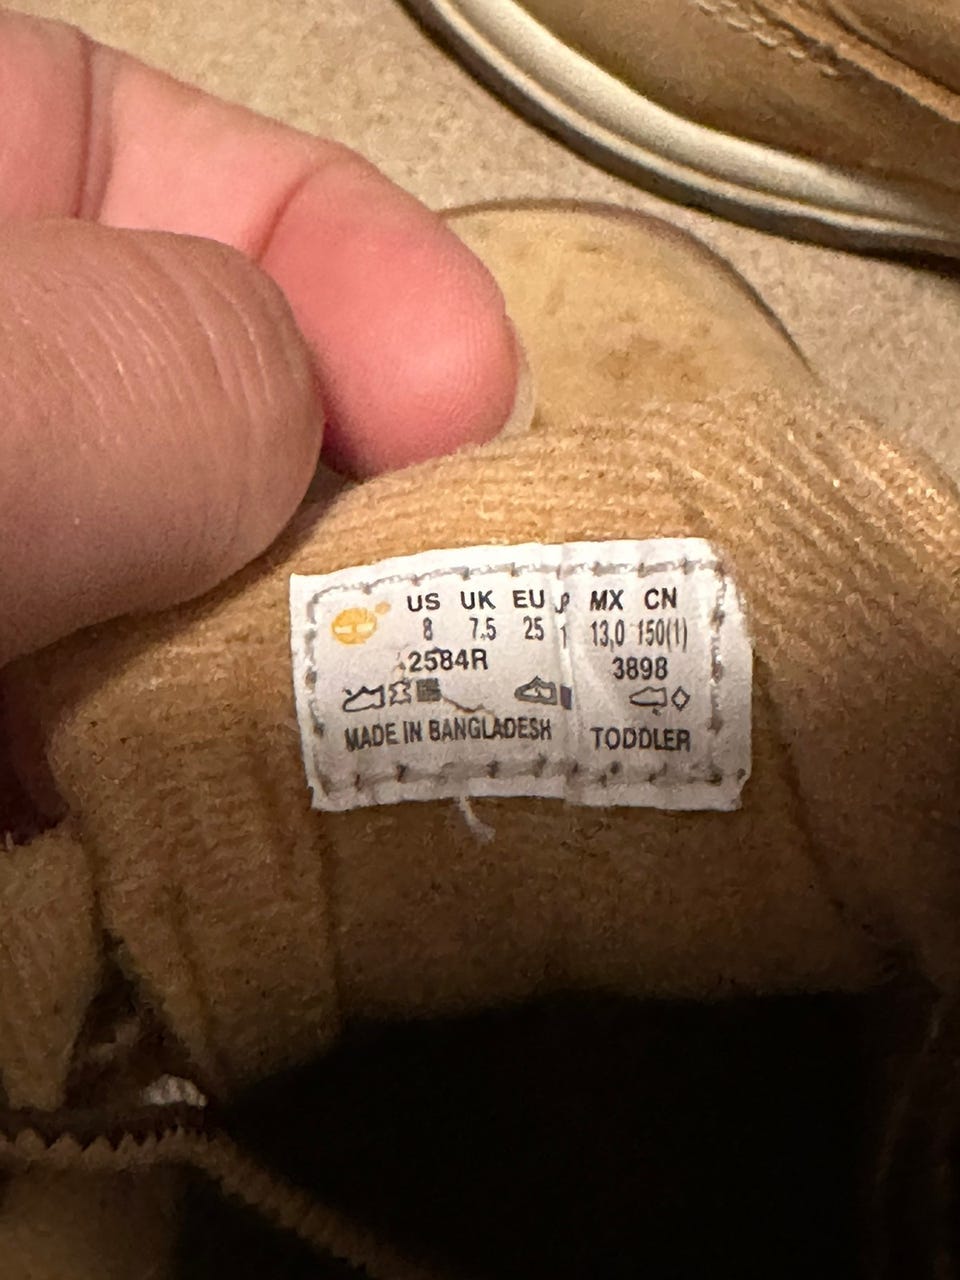 US UK EU MX CN
8 7.5 25 13,0 150(1)
2584R 3898
MADE IN BANGLADESH TODDLER